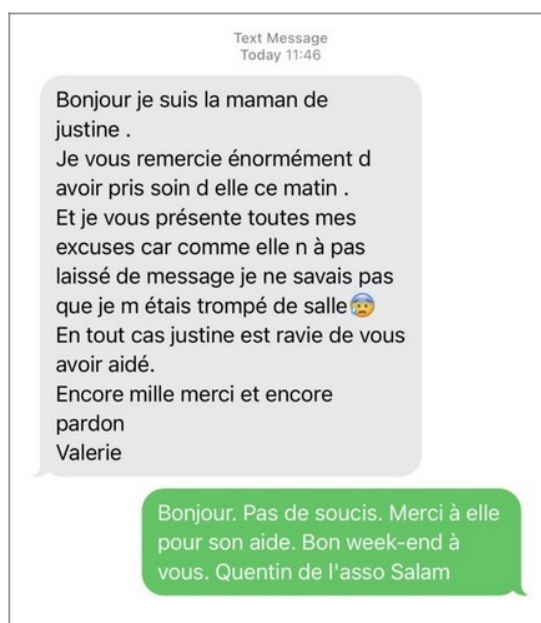 Text Message
Today 11:46
Bonjour je suis la maman de
justine .
Je vous remercie énormément d
avoir pris soin d elle ce matin .
Et je vous présente toutes mes
excuses car comme elle n à pas
laissé de message je ne savais pas
que je m étais trompé de salle😰
En tout cas justine est ravie de vous
avoir aidé.
Encore mille merci et encore
pardon
Valerie
Bonjour. Pas de soucis. Merci à elle
pour son aide. Bon week-end à
vous. Quentin de l'asso Salam